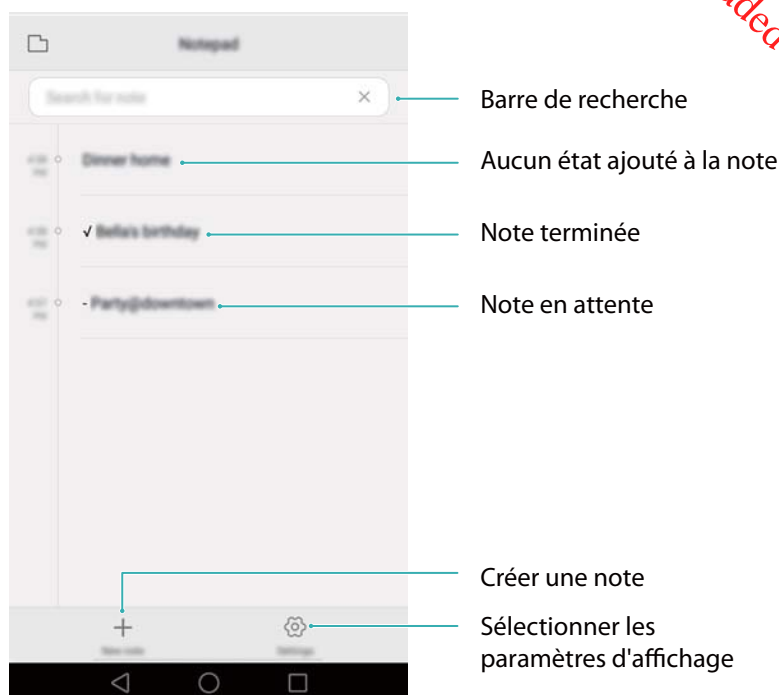 Notepad
Search for note
Barre de recherche
Dinner home
Aucun état ajouté à la note
√ Bella's birthday
Note terminée
- Party@downtown
Note en attente
Créer une note
New note
Settings
Sélectionner les
paramètres d'affichage